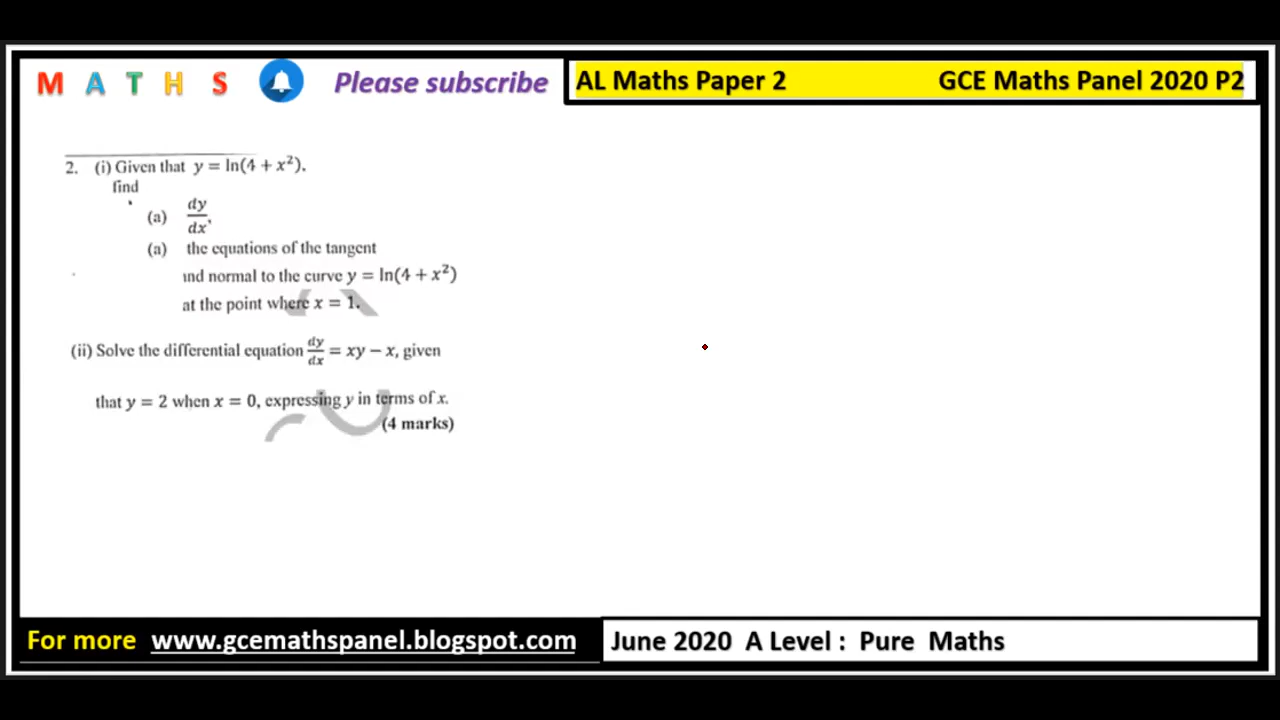 M A T H S Please subscribe
AL Maths Paper 2 GCE Maths Panel 2020 P2
2. (i) Given that y = ln(4 + x²).
find
(a) dy/dx,
(a) the equations of the tangent
ınd normal to the curve y = ln(4 + x²)
at the point where x = 1.
(ii) Solve the differential equation dy/dx = xy − x, given
that y = 2 when x = 0, expressing y in terms of x.
(4 marks)
For more www.gcemathspanel.blogspot.com
June 2020 A Level : Pure Maths